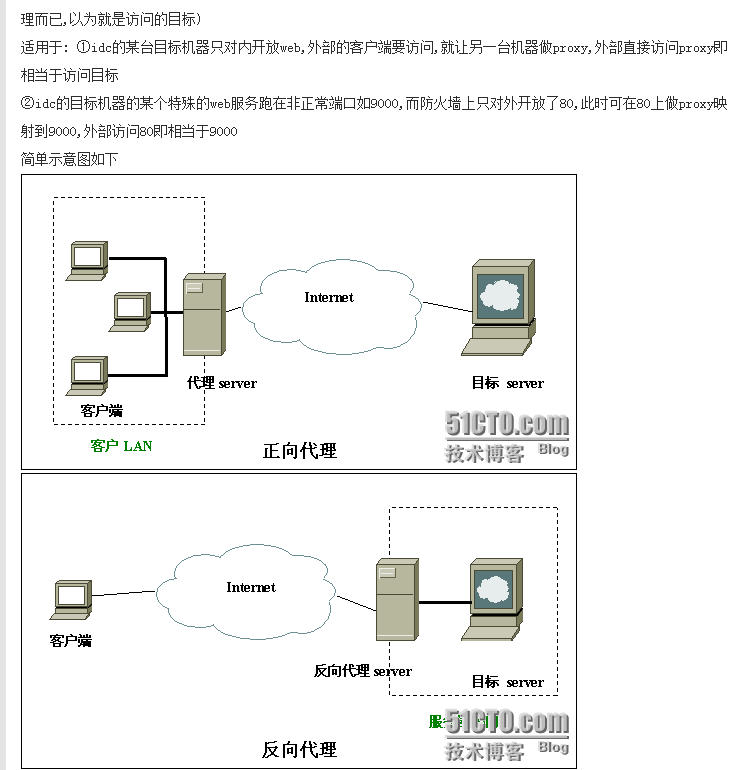 理而已,以为就是访问的目标)
适用于: ①idc的某台目标机器只对内开放web,外部的客户端要访问,就让另一台机器做proxy,外部直接访问proxy即
相当于访问目标
②idc的目标机器的某个特殊的web服务跑在非正常端口如9000,而防火墙上只对外开放了80,此时可在80上做proxy映
射到9000,外部访问80即相当于9000
简单示意图如下
Internet
代理 server
目标 server
客户端
客户 LAN
正向代理
51CTO.com
技术博客 Blog
Internet
客户端
反向代理 server
目标 server
51CTO.com
技术博客 Blog
反向代理